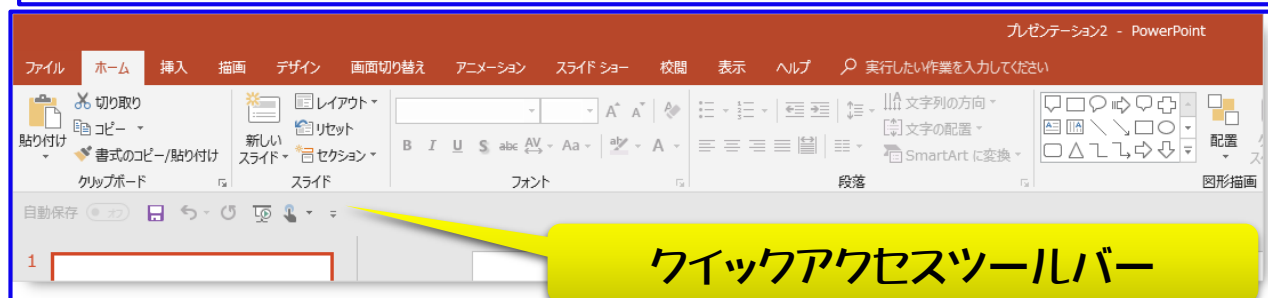 プレゼンテーション2 - PowerPoint
ファイル ホーム 挿入 描画 デザイン 画面切り替え アニメーション スライド ショー 校閲 表示 ヘルプ 実行したい作業を入力してください
切り取り
コピー
書式のコピー/貼り付け
貼り付け
クリップボード
新しい
スライド
レイアウト
リセット
セクション
スライド
B I U S abc AV Aa A
フォント
文字列の方向
文字の配置
SmartArt に変換
段落
配置
図形描画
自動保存 オフ
1
クイックアクセスツールバー